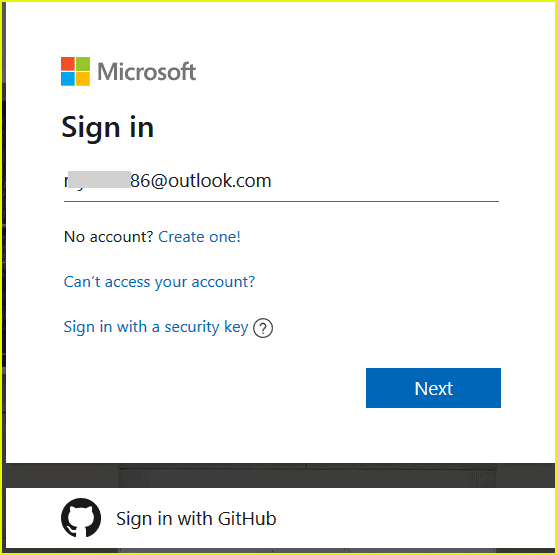 Microsoft
Sign in
86@outlook.com
No account? Create one!
Can't access your account?
Sign in with a security key ?
Next
Sign in with GitHub